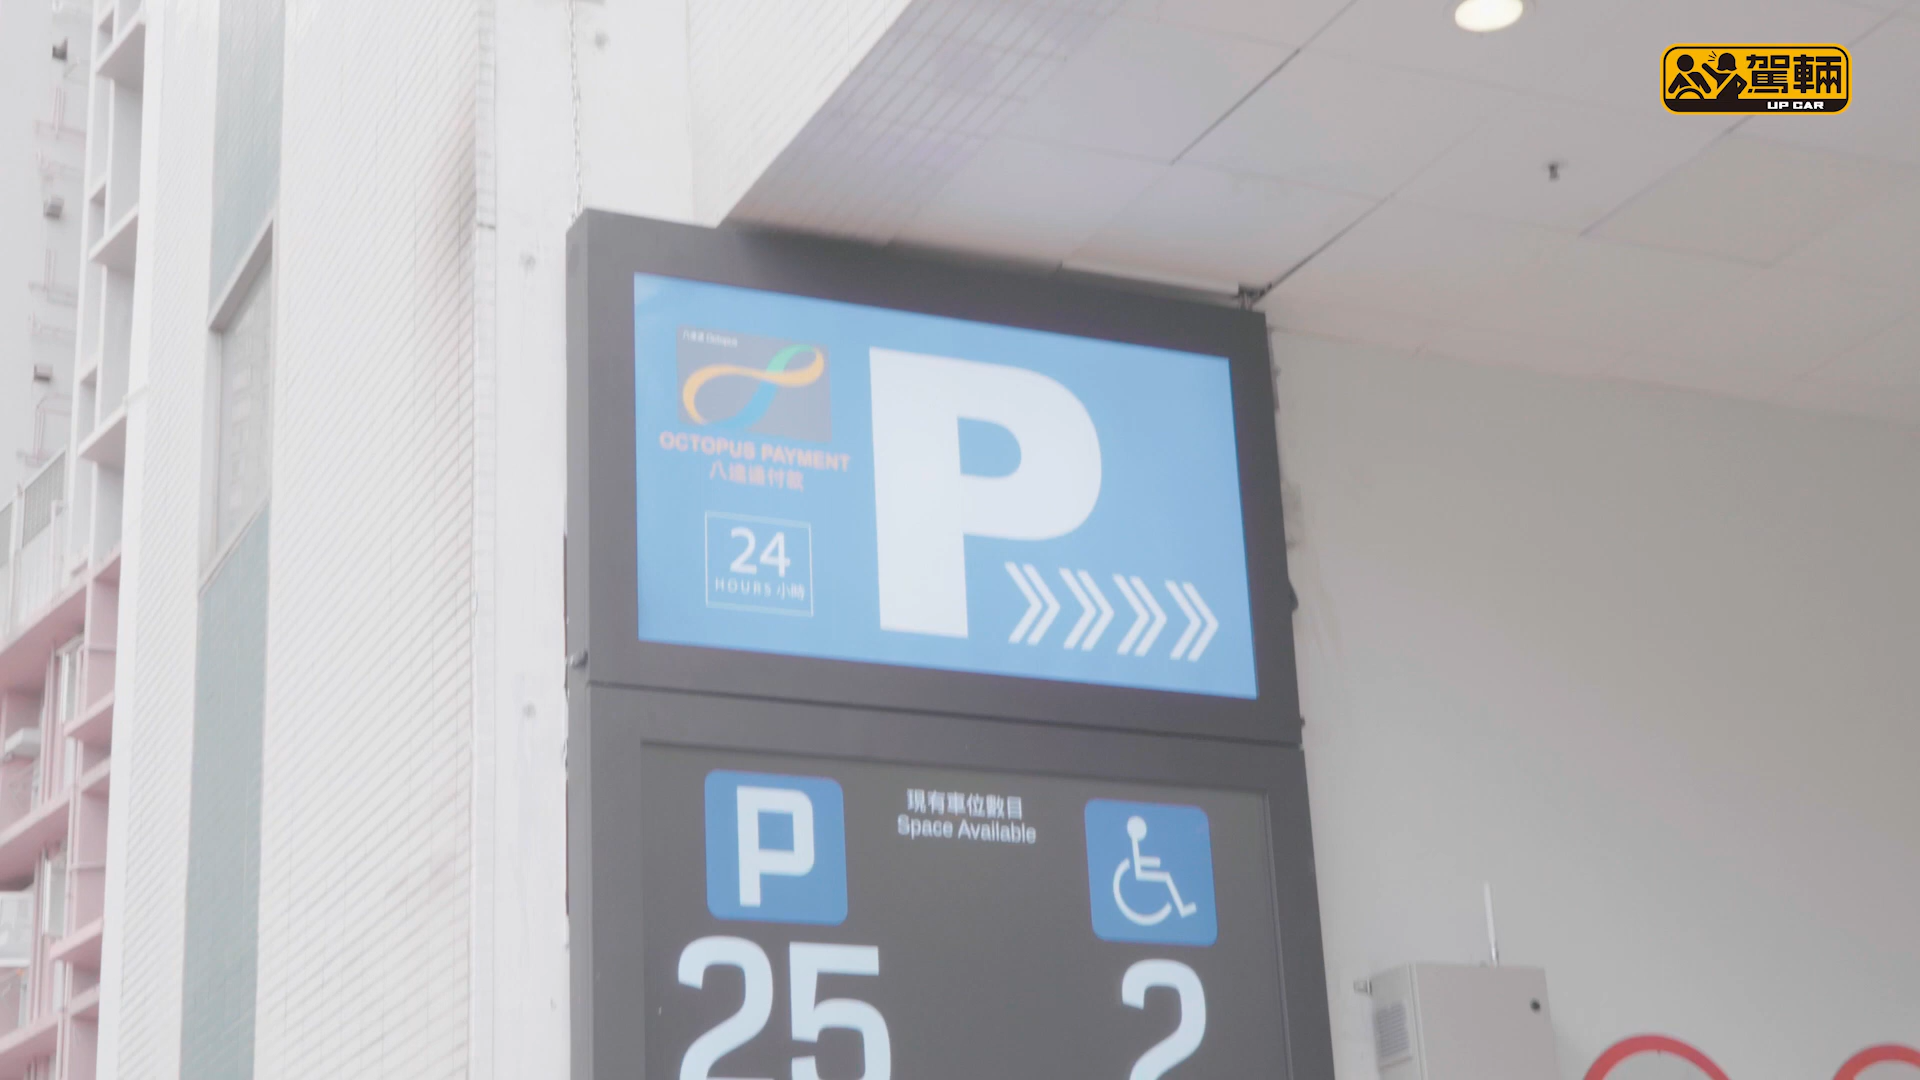 駕輛
UP CAR
八達通 Octopus
OCTOPUS PAYMENT
八達通付款
P
24
HOURS 小時
P
現有車位數目
Space Available
25
2